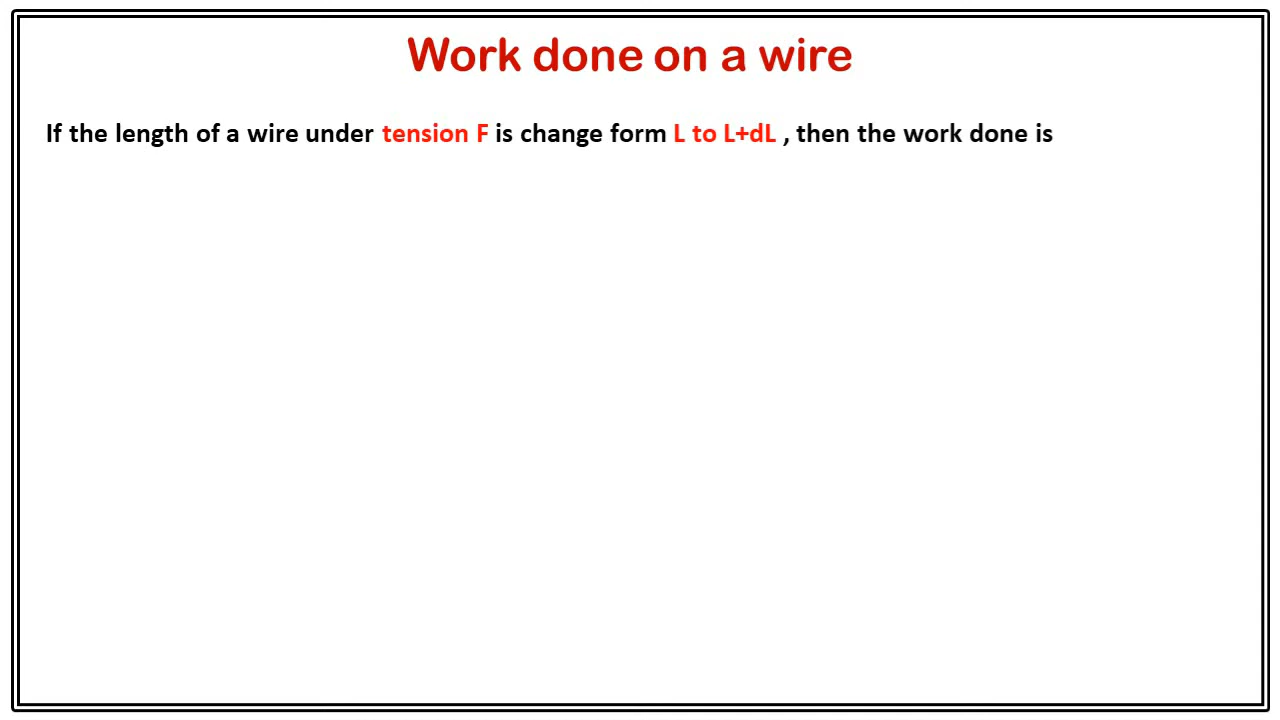 Work done on a wire
If the length of a wire under tension F is change form L to L+dL , then the work done is